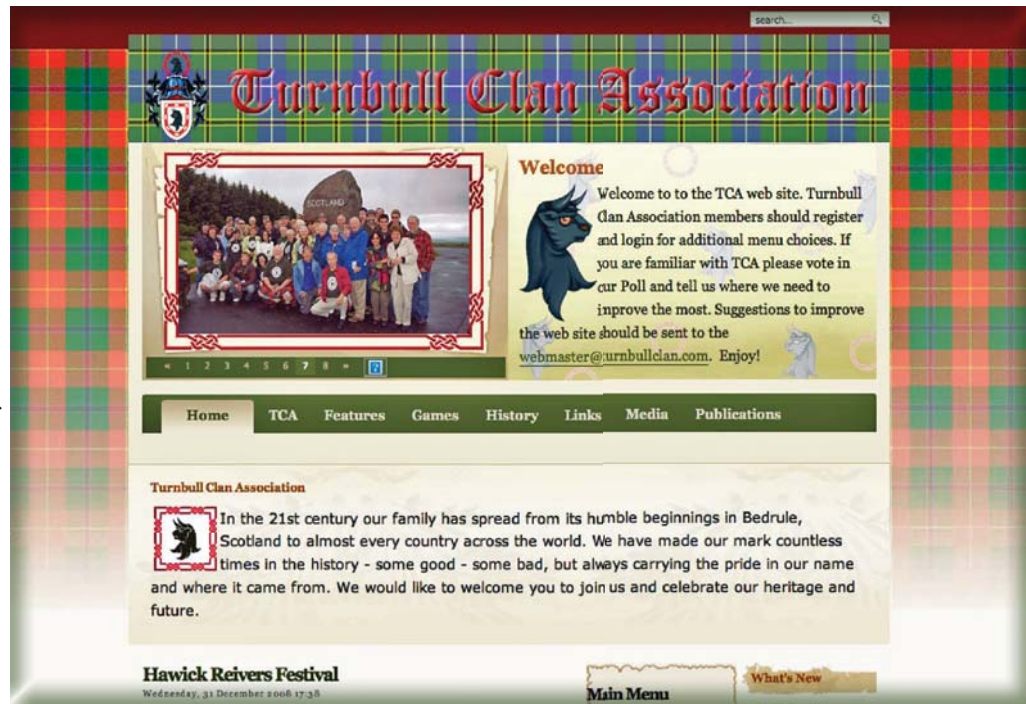 search...
Turnbull Clan Association
SCOTLAND
« 1 2 3 4 5 6 7 8 »
Welcome
Welcome to to the TCA web site. Turnbull
Clan Association members should register
and login for additional menu choices. If
you are familiar with TCA please vote in
our Poll and tell us where we need to
improve the most. Suggestions to improve
the web site should be sent to the
webmaster@turnbullclan.com. Enjoy!
Home TCA Features Games History Links Media Publications
Turnbull Clan Association
In the 21st century our family has spread from its humble beginnings in Bedrule,
Scotland to almost every country across the world. We have made our mark countless
times in the history - some good - some bad, but always carrying the pride in our name
and where it came from. We would like to welcome you to join us and celebrate our heritage and
future.
Hawick Reivers Festival
Wednesday, 31 December 2008 17:38
Main Menu
What's New